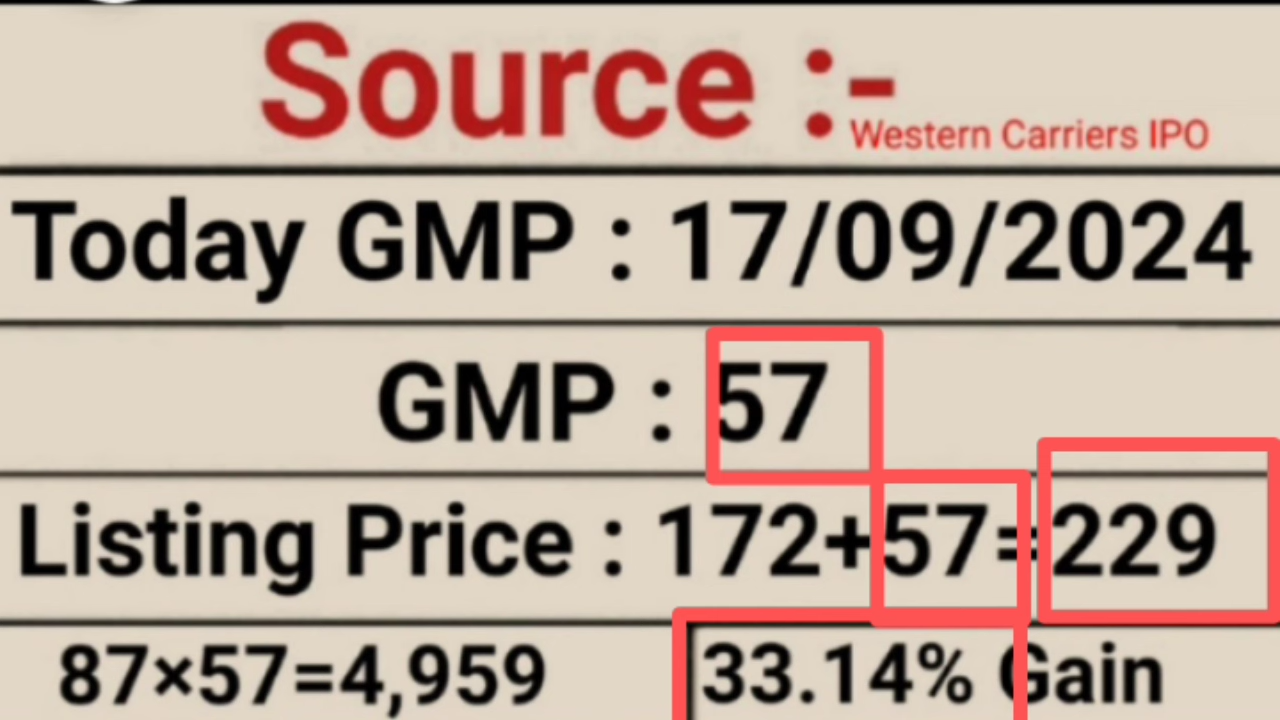 Source :-
Western Carriers IPO
Today GMP : 17/09/2024
GMP : 57
Listing Price : 172+57=229
87×57=4,959 33.14% Gain